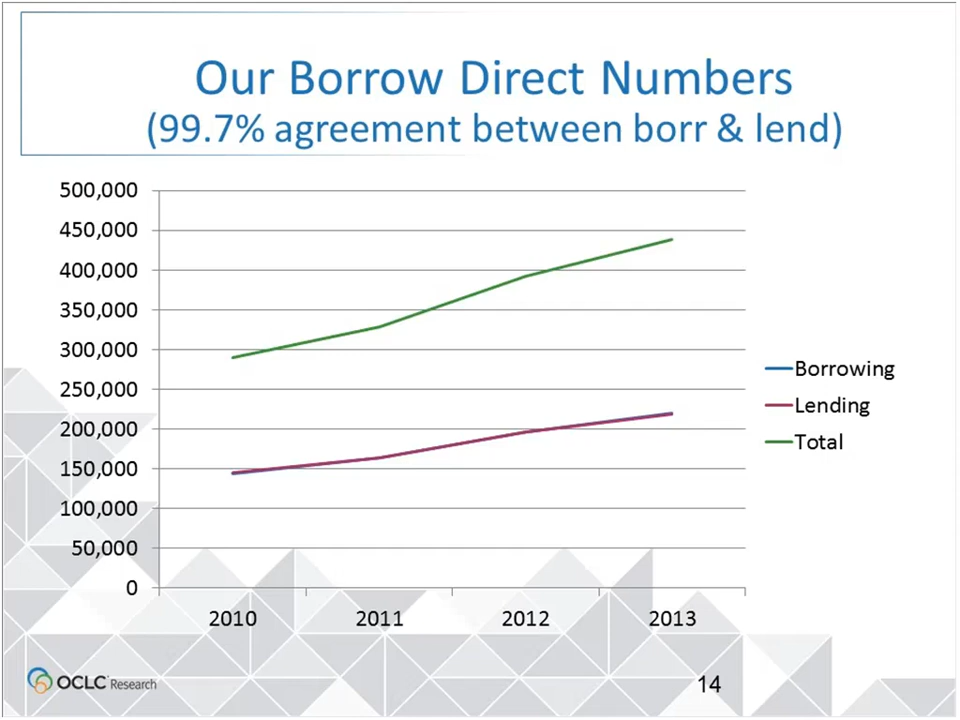 Our Borrow Direct Numbers
(99.7% agreement between borr & lend)
500,000
450,000
400,000
350,000
300,000
250,000
200,000
150,000
100,000
50,000
0
2010 2011 2012 2013
Borrowing
Lending
Total
OCLC Research
14